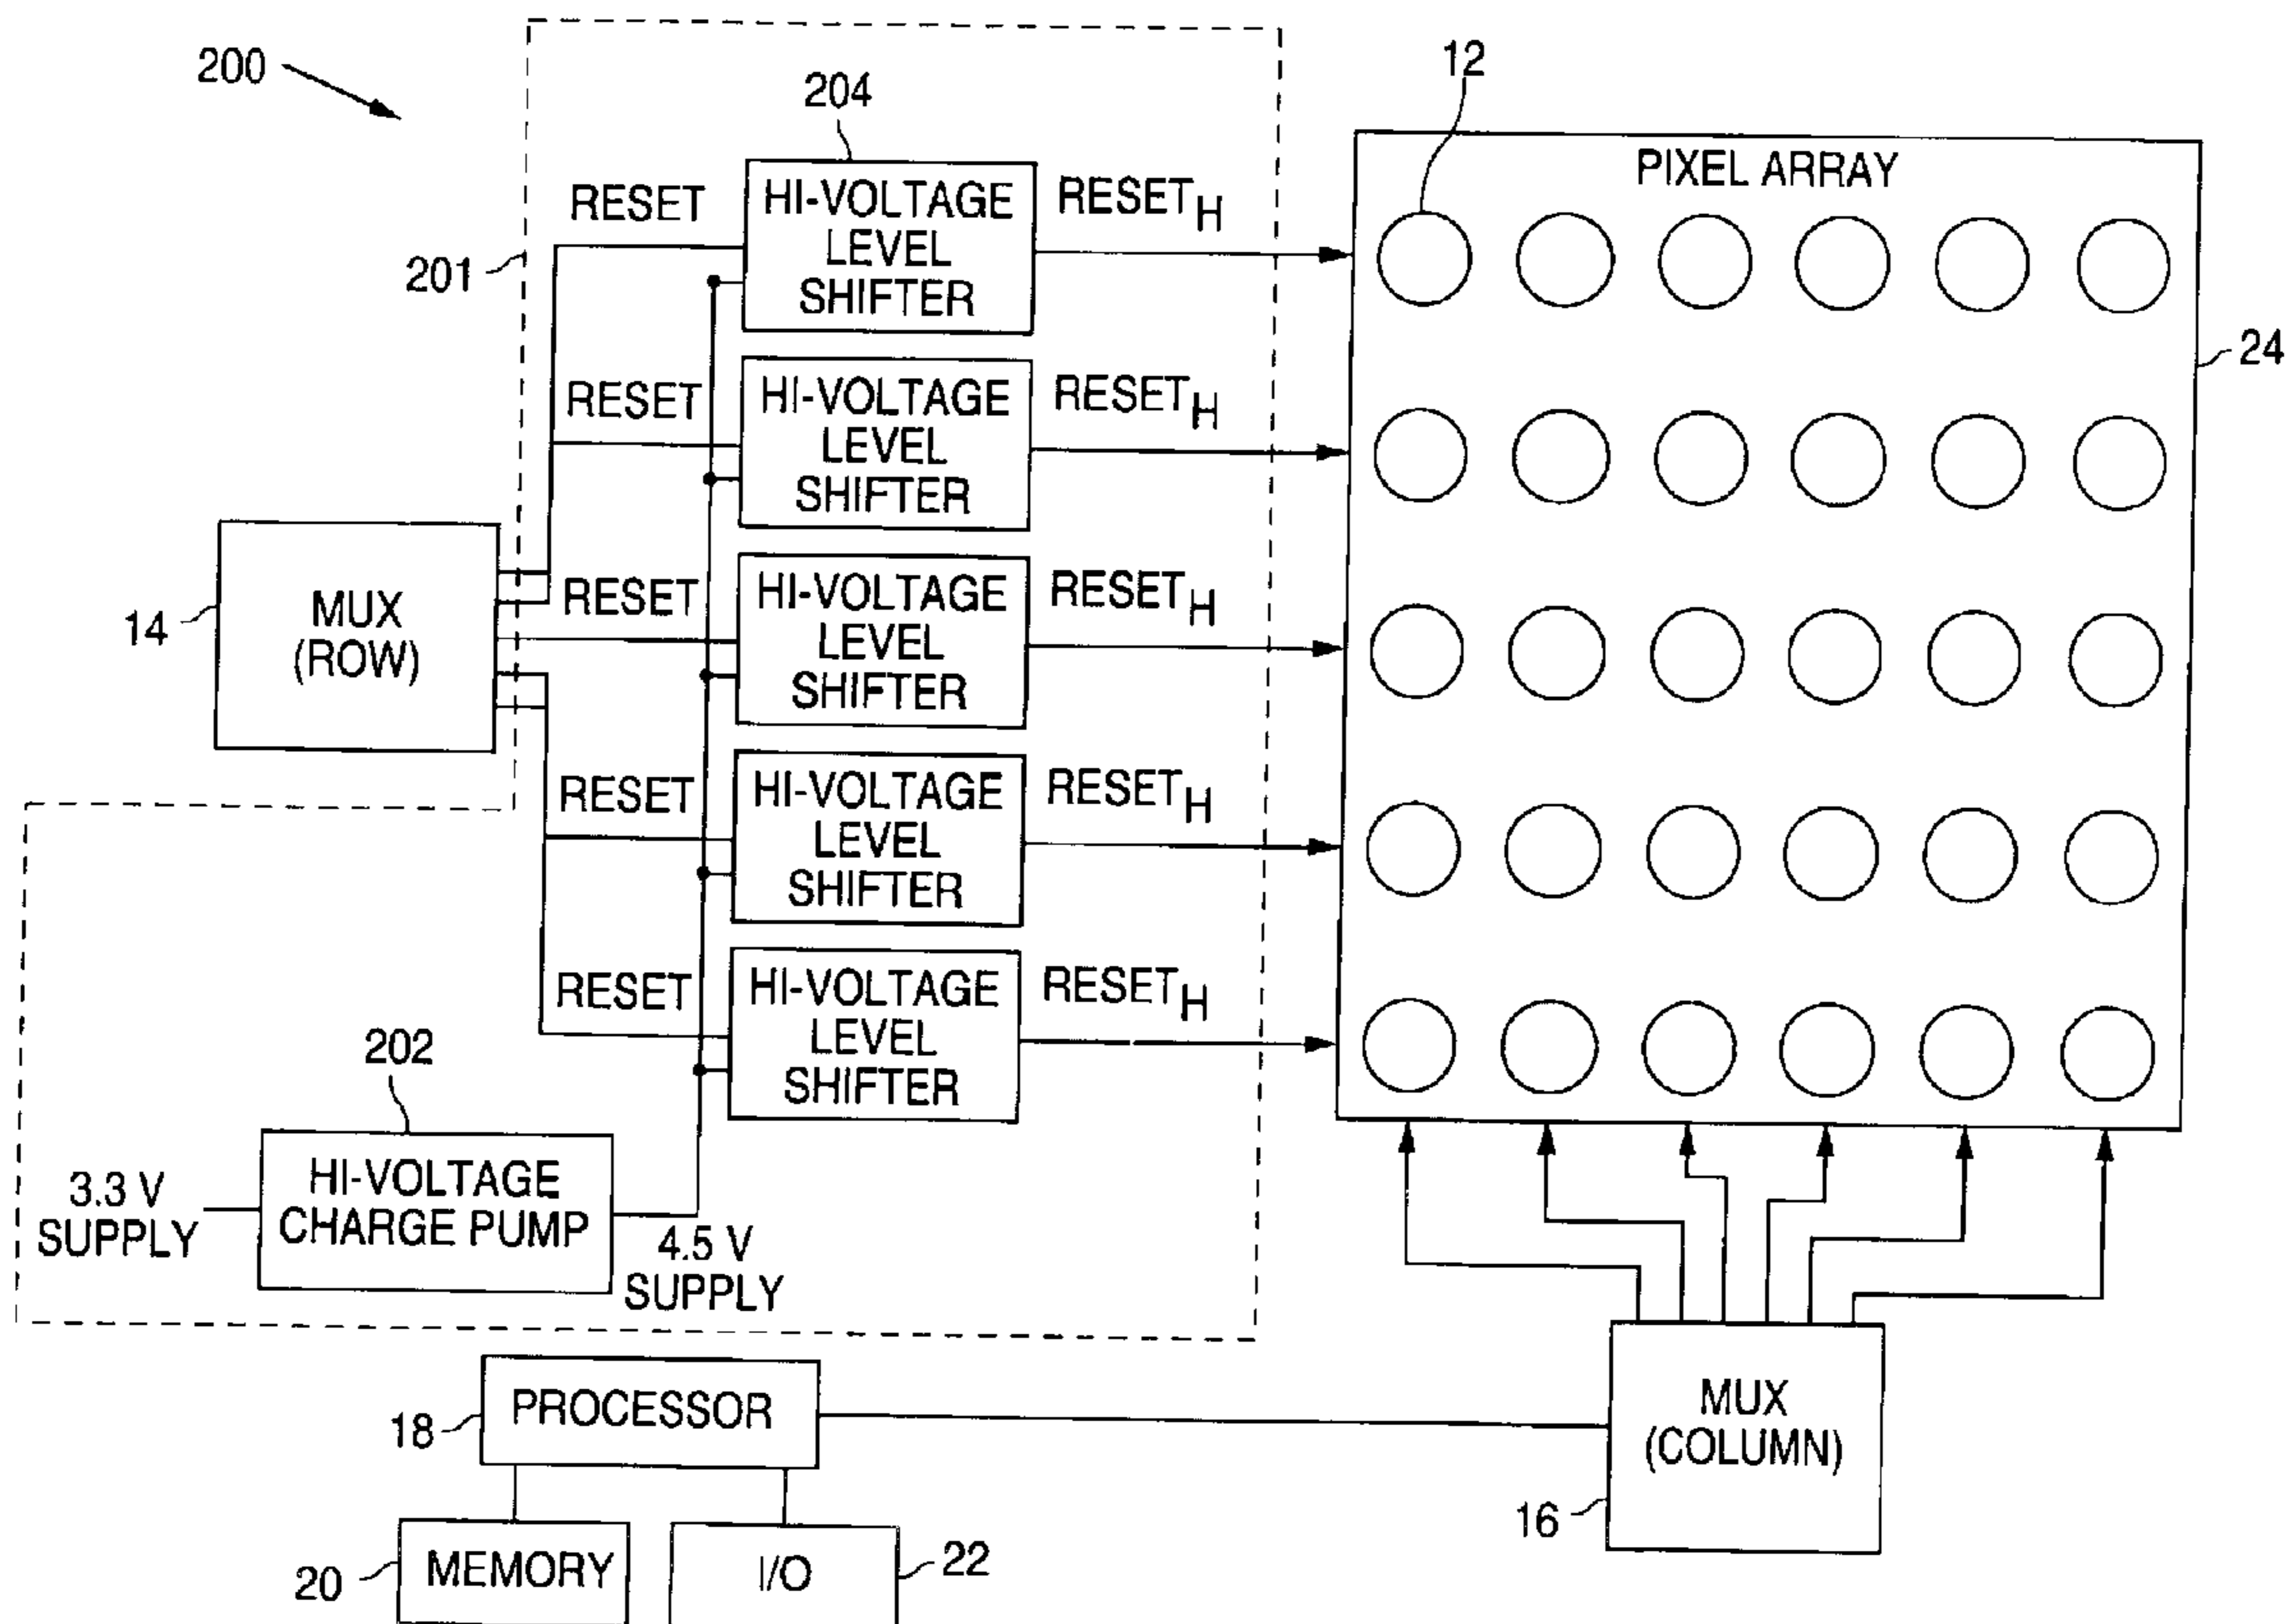 200
12
204
PIXEL ARRAY
RESET
HI-VOLTAGE
LEVEL
SHIFTER
RESETH
201
24
RESET
HI-VOLTAGE
LEVEL
SHIFTER
RESETH
14
MUX
(ROW)
RESET
HI-VOLTAGE
LEVEL
SHIFTER
RESETH
RESET
HI-VOLTAGE
LEVEL
SHIFTER
RESETH
RESET
HI-VOLTAGE
LEVEL
SHIFTER
RESETH
202
3.3 V
SUPPLY
HI-VOLTAGE
CHARGE PUMP
4.5 V
SUPPLY
18
PROCESSOR
MUX
(COLUMN)
16
20
MEMORY
I/O
22